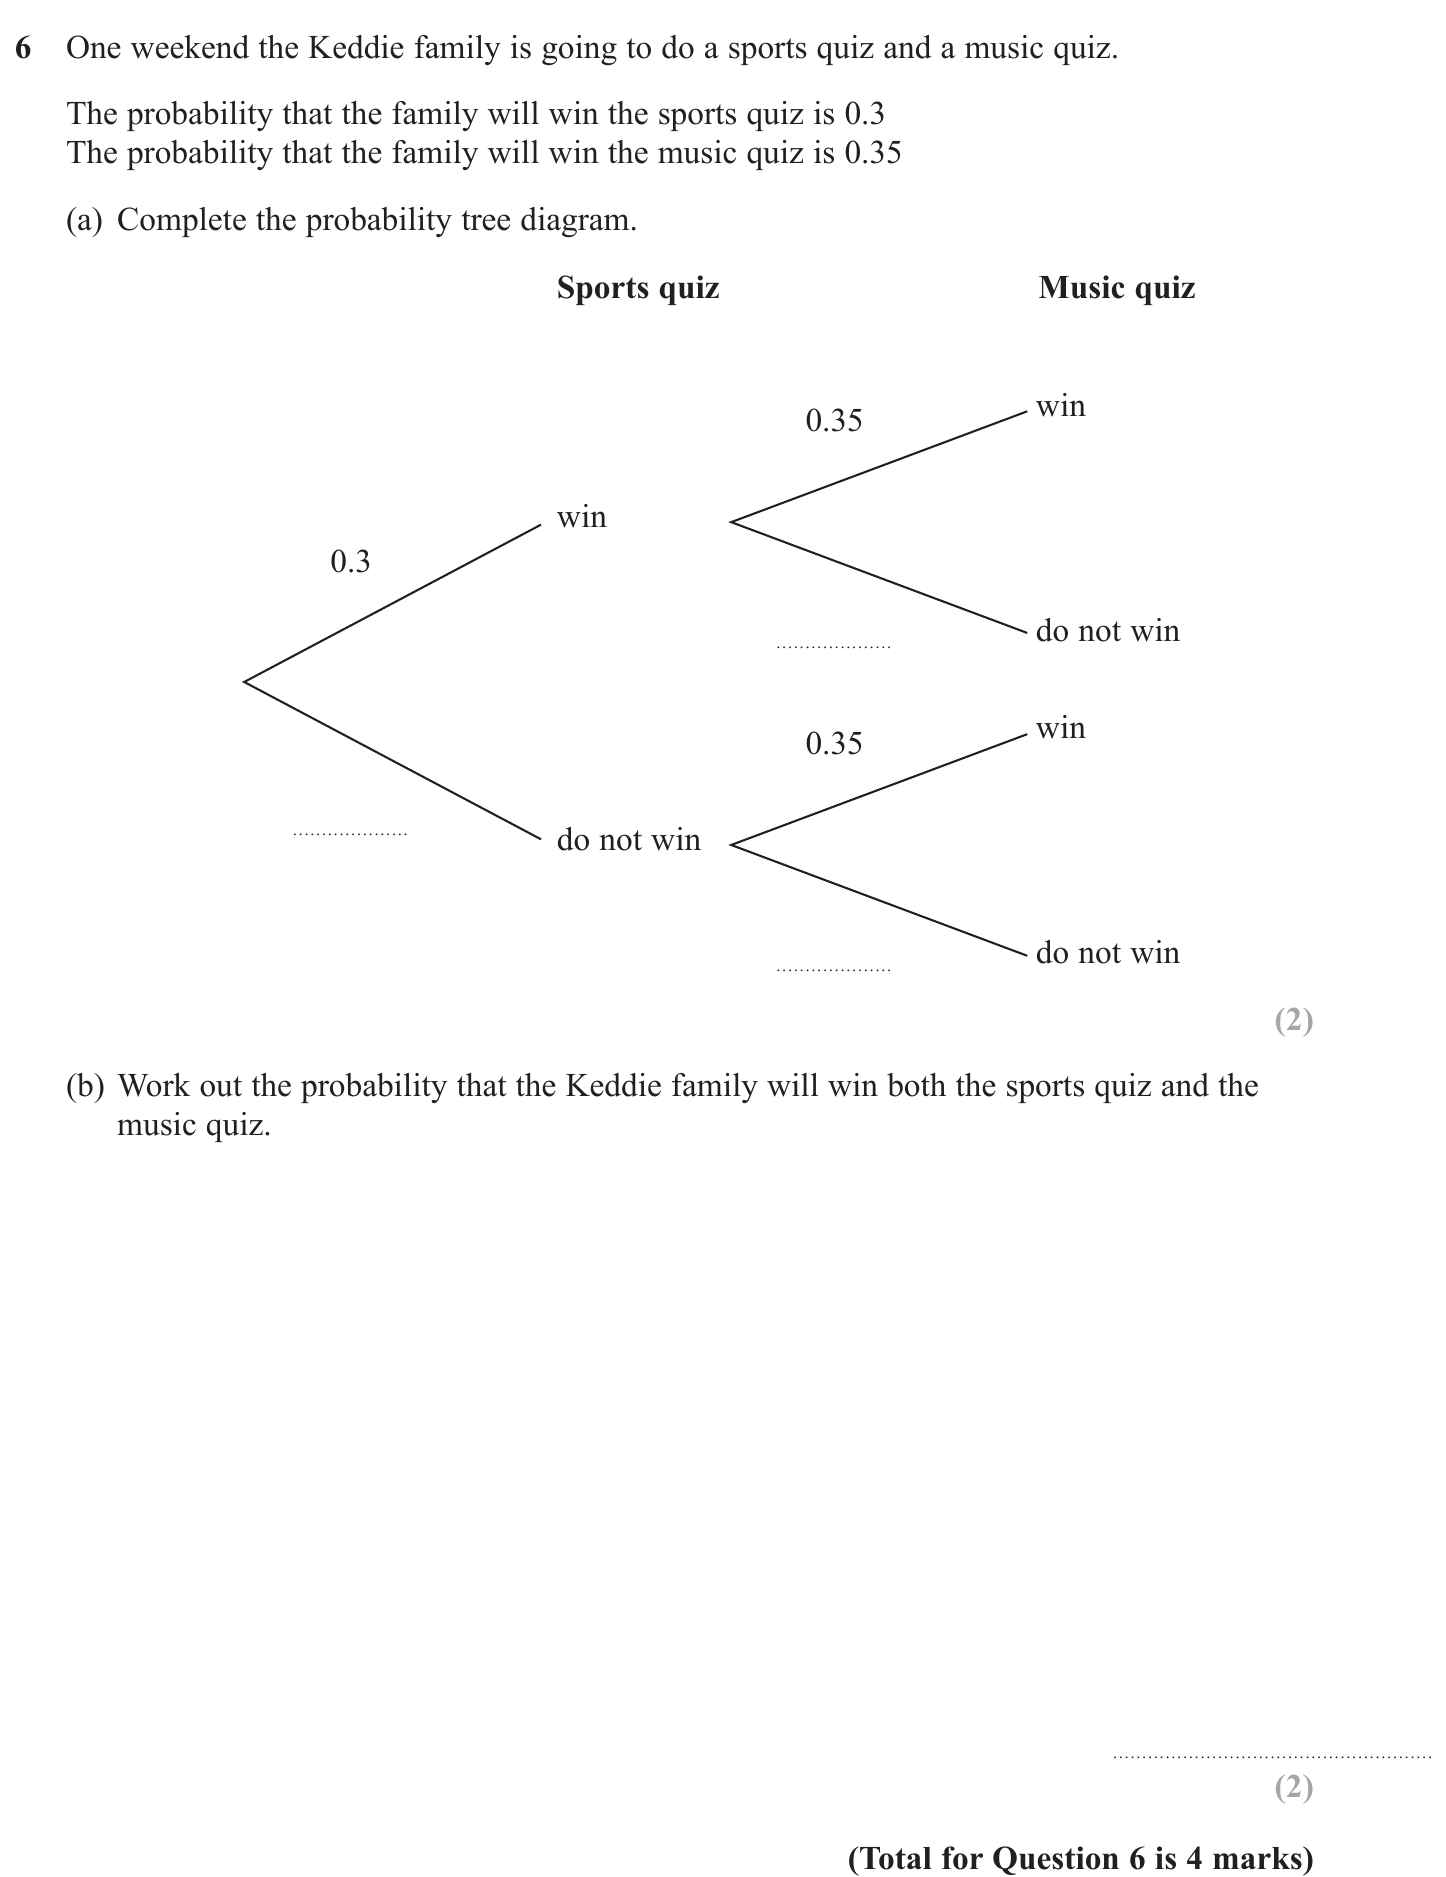 6 One weekend the Keddie family is going to do a sports quiz and a music quiz.
The probability that the family will win the sports quiz is 0.3
The probability that the family will win the music quiz is 0.35
(a) Complete the probability tree diagram.
Sports quiz Music quiz
win
0.35
win
0.3
do not win
....................
win
0.35
....................
do not win
do not win
....................
(2)
(b) Work out the probability that the Keddie family will win both the sports quiz and the
music quiz.
.......................................................
(2)
(Total for Question 6 is 4 marks)